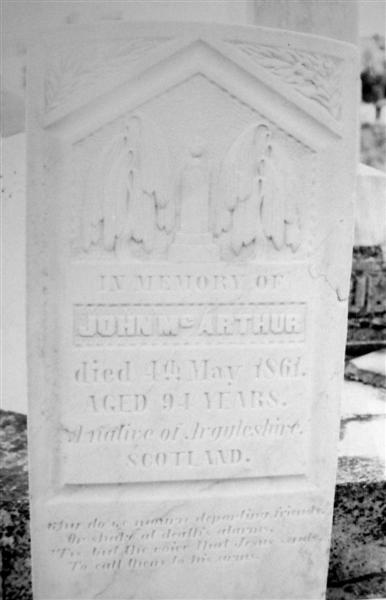 IN MEMORY OF
JOHN McARTHUR
died 4th May 1861.
AGED 94 YEARS.
A native of Argyleshire.
SCOTLAND.
Why do we mourn departing friends,
Or shake at death's alarms,
'Tis but the voice that Jesus sends,
To call them to his arms.